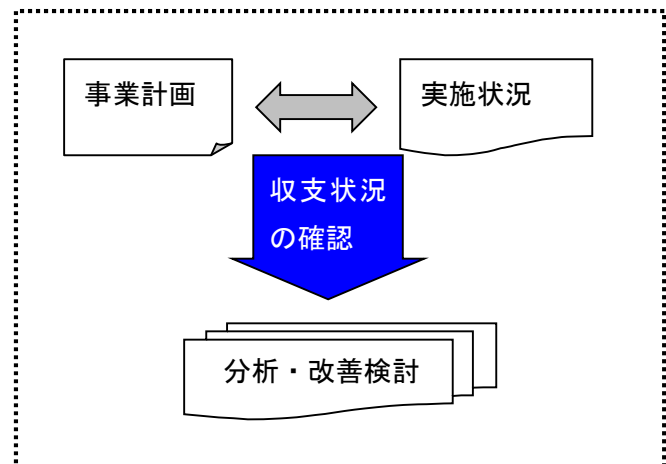 事業計画
実施状況
収支状況
の確認
分析・改善検討